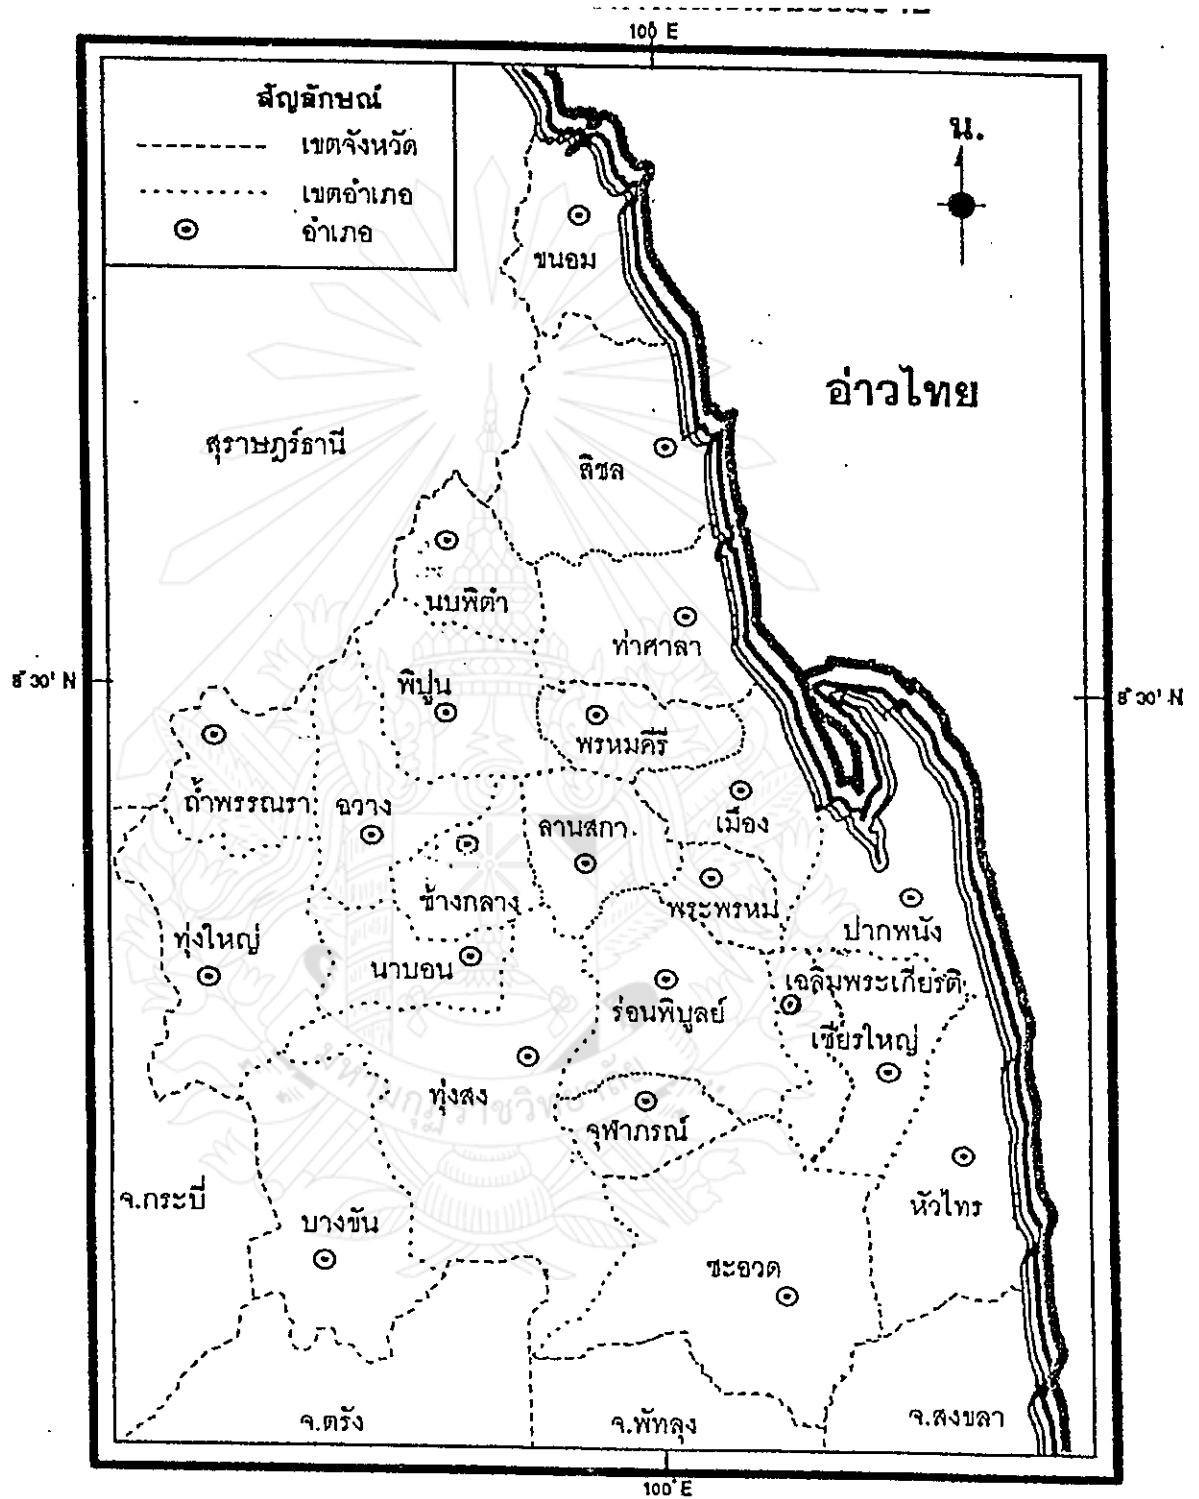 100° E
สัญลักษณ์
เขตจังหวัด
เขตอำเภอ
อำเภอ
น.
ขนอม
อ่าวไทย
สุราษฎร์ธานี
สิชล
นบพิตำ
ท่าศาลา
8° 30' N
พิปูน
8° 30' N
พรหมคีรี
ถ้ำพรรณรา
ฉวาง
ลานสกา
เมือง
ช้างกลาง
พระพรหม
ปากพนัง
ทุ่งใหญ่
นาบอน
เฉลิมพระเกียรติ
ร่อนพิบูลย์
เชียรใหญ่
ทุ่งสง
จุฬาภรณ์
จ.กระบี่
บางขัน
หัวไทร
ชะอวด
จ.ตรัง
จ.พัทลุง
จ.สงขลา
100° E